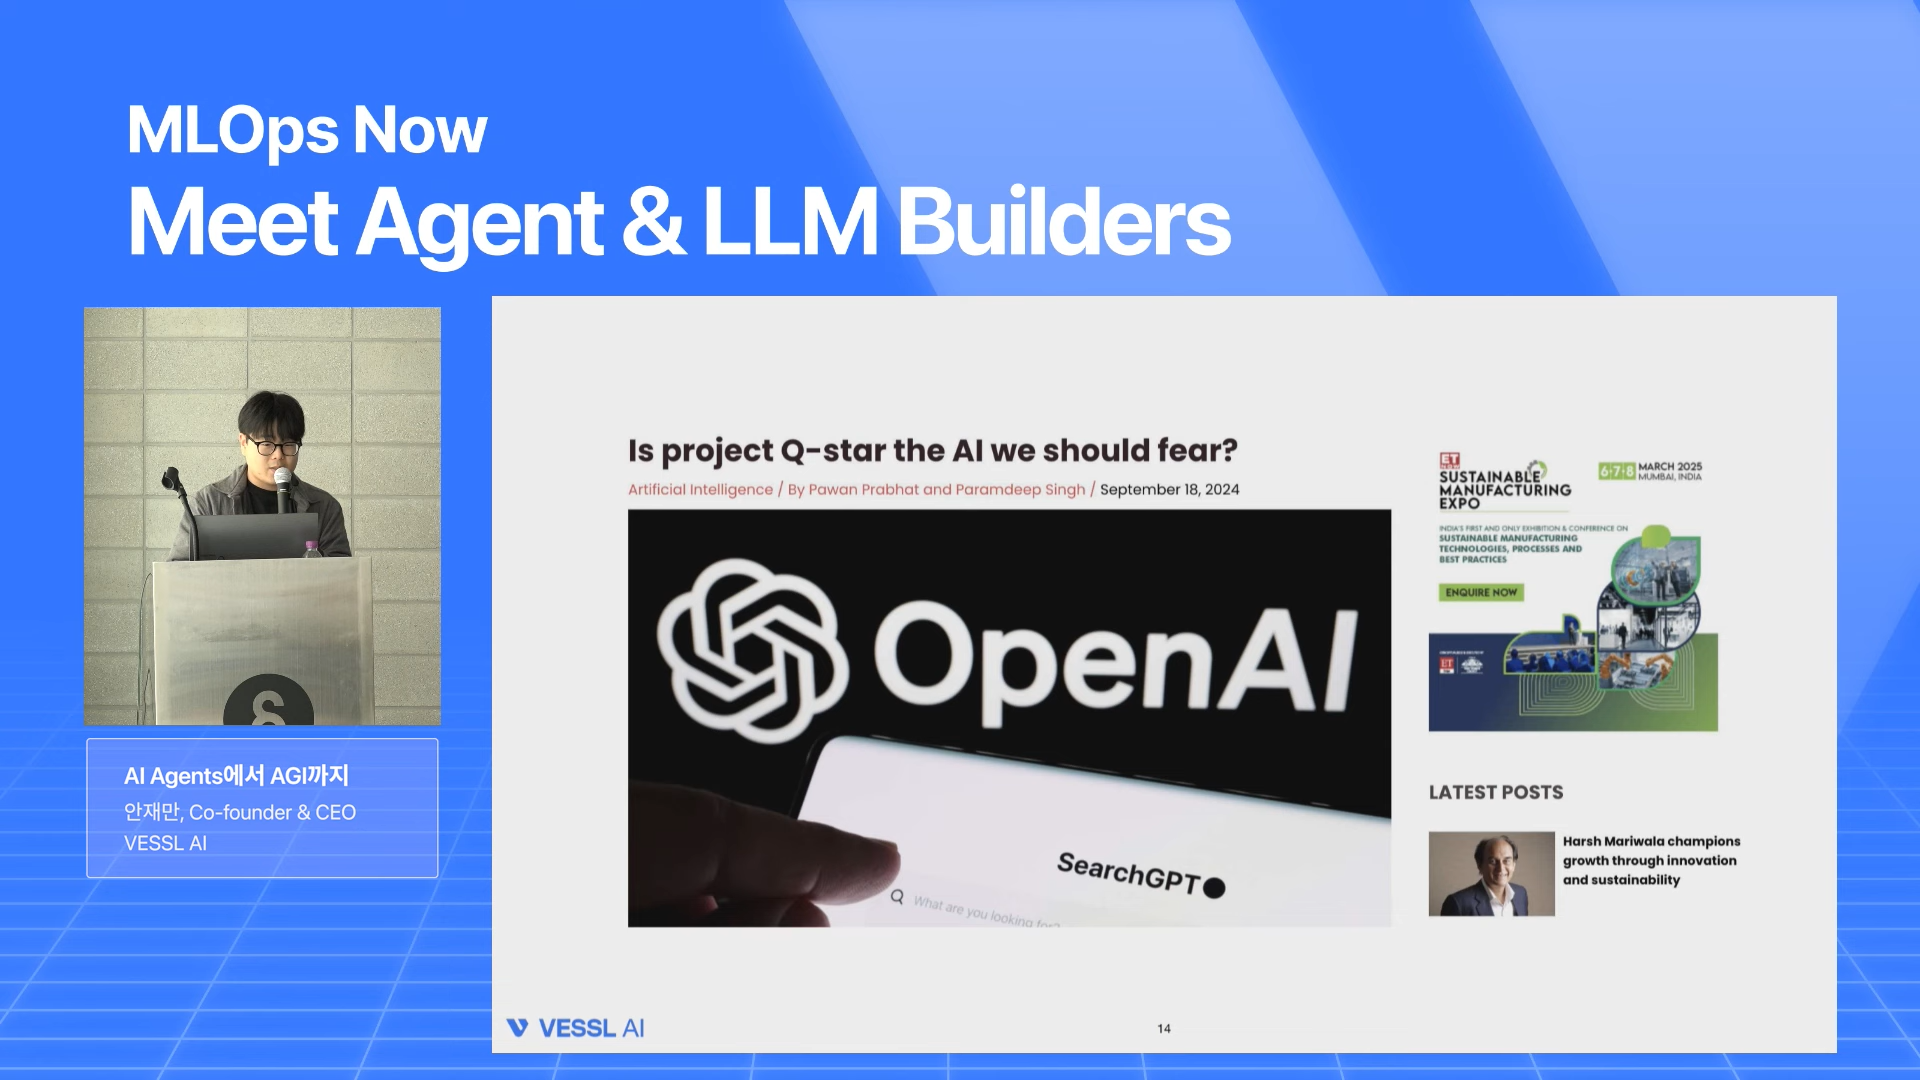 MLOps Now
Meet Agent & LLM Builders
AI Agents에서 AGI까지
안재만, Co-founder & CEO
VESSL AI
Is project Q-star the AI we should fear?
Artificial Intelligence / By Pawan Prabhat and Paramdeep Singh / September 18, 2024
OpenAI
SearchGPT
What are you looking for?
ET
SUSTAINABLE
MANUFACTURING
EXPO
6-7-8 MARCH 2025
MUMBAI, INDIA
INDIA'S FIRST AND ONLY EXHIBITION & CONFERENCE ON
SUSTAINABLE MANUFACTURING
TECHNOLOGIES, PROCESSES AND
BEST PRACTICES
ENQUIRE NOW
ET
LATEST POSTS
Harsh Mariwala champions
growth through innovation
and sustainability
VESSL AI
14